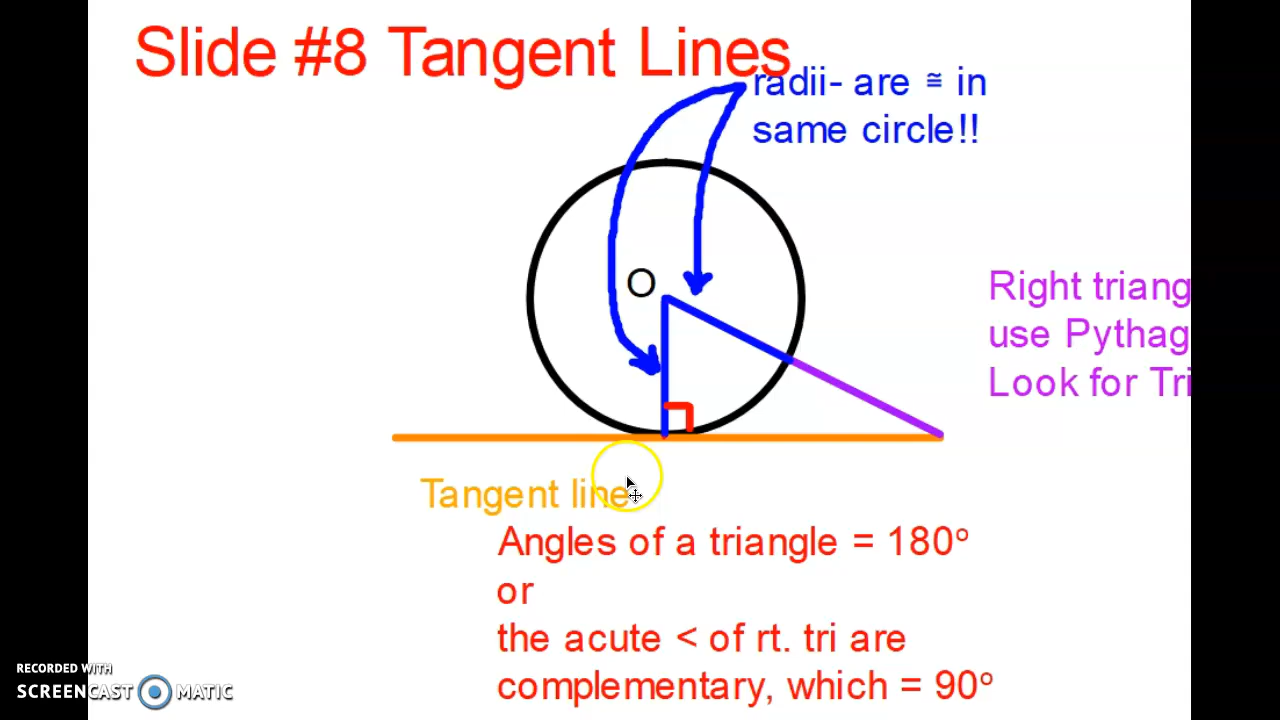 Slide #8 Tangent Lines
radii- are ≅ in
same circle!!
O
Right triang
use Pythag
Look for Tri
Tangent line
Angles of a triangle = 180°
or
the acute < of rt. tri are
complementary, which = 90°
RECORDED WITH
SCREENCAST MATIC